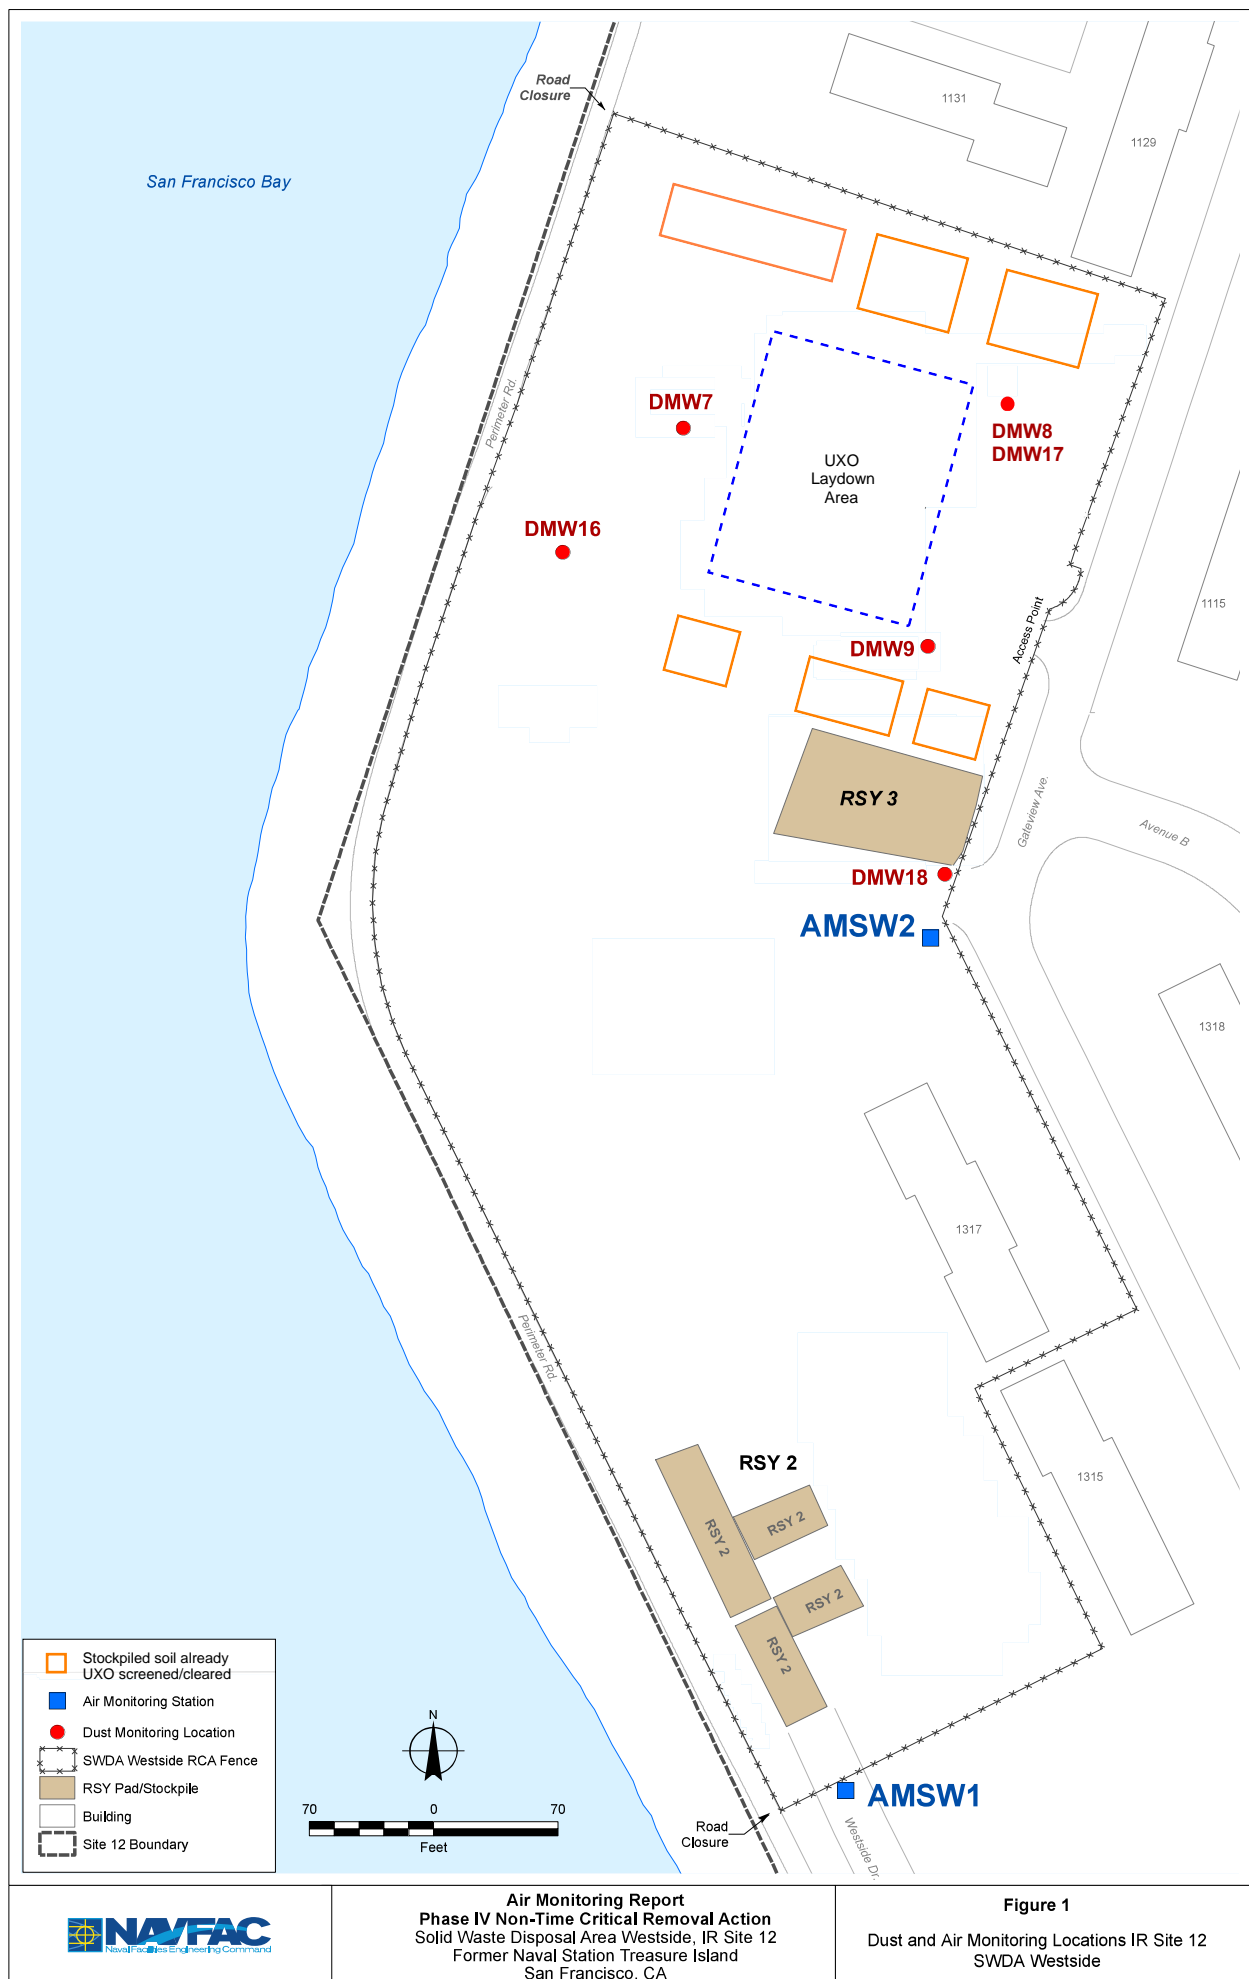 Road
Closure
1131
1129
San Francisco Bay
Perimeter Rd.
DMW7
DMW8
DMW17
UXO
Laydown
Area
DMW16
1115
Access Point
DMW9
RSY 3
Gateview Ave.
Avenue B
DMW18
AMSW2
1318
1317
Perimeter Rd.
RSY 2
1315
RSY 2
RSY 2
RSY 2
RSY 2
Stockpiled soil already
UXO screened/cleared
Air Monitoring Station
Dust Monitoring Location
SWDA Westside RCA Fence
RSY Pad/Stockpile
Building
Site 12 Boundary
N
70 0 70
Feet
AMSW1
Road
Closure
Westside Dr.
NAVFAC
Naval Facilities Engineering Command
Air Monitoring Report
Phase IV Non-Time Critical Removal Action
Solid Waste Disposal Area Westside, IR Site 12
Former Naval Station Treasure Island
San Francisco, CA
Figure 1
Dust and Air Monitoring Locations IR Site 12
SWDA Westside